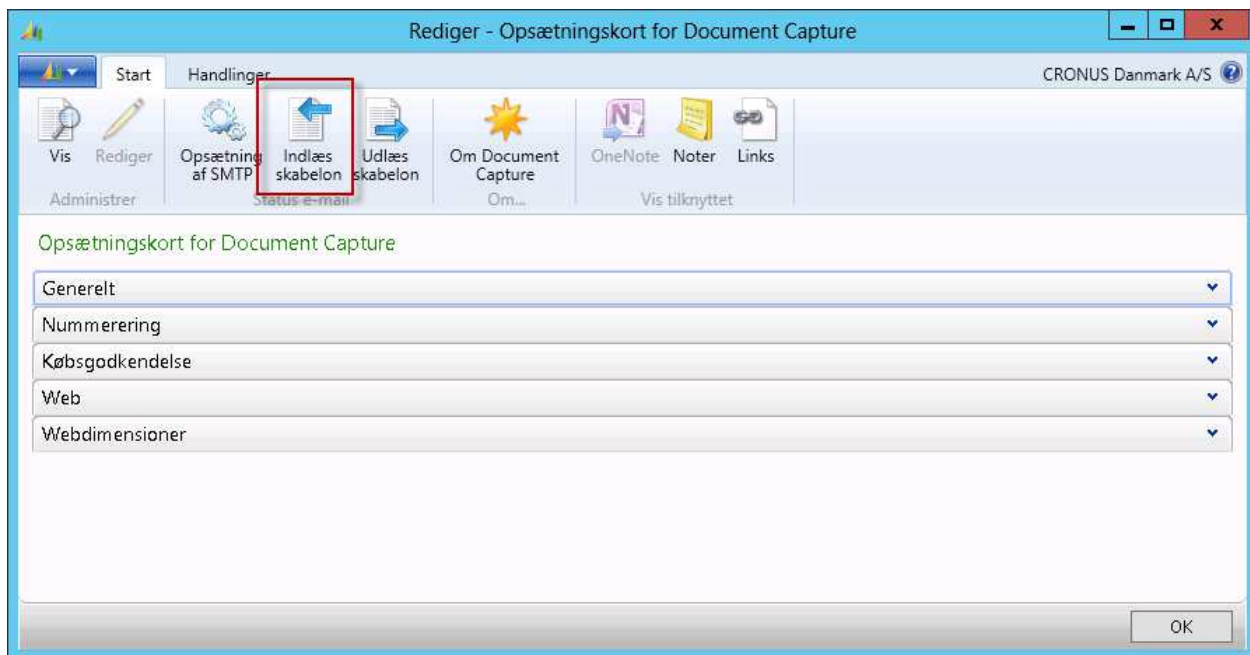 Rediger - Opsætningskort for Document Capture
Start Handlinger CRONUS Danmark A/S
Vis Rediger Opsætning af SMTP Indlæs skabelon Udlæs skabelon Om Document Capture OneNote Noter Links
Administrer Status e-mail Om... Vis tilknyttet
Opsætningskort for Document Capture
Generelt
Nummerering
Købsgodkendelse
Web
Webdimensioner
OK